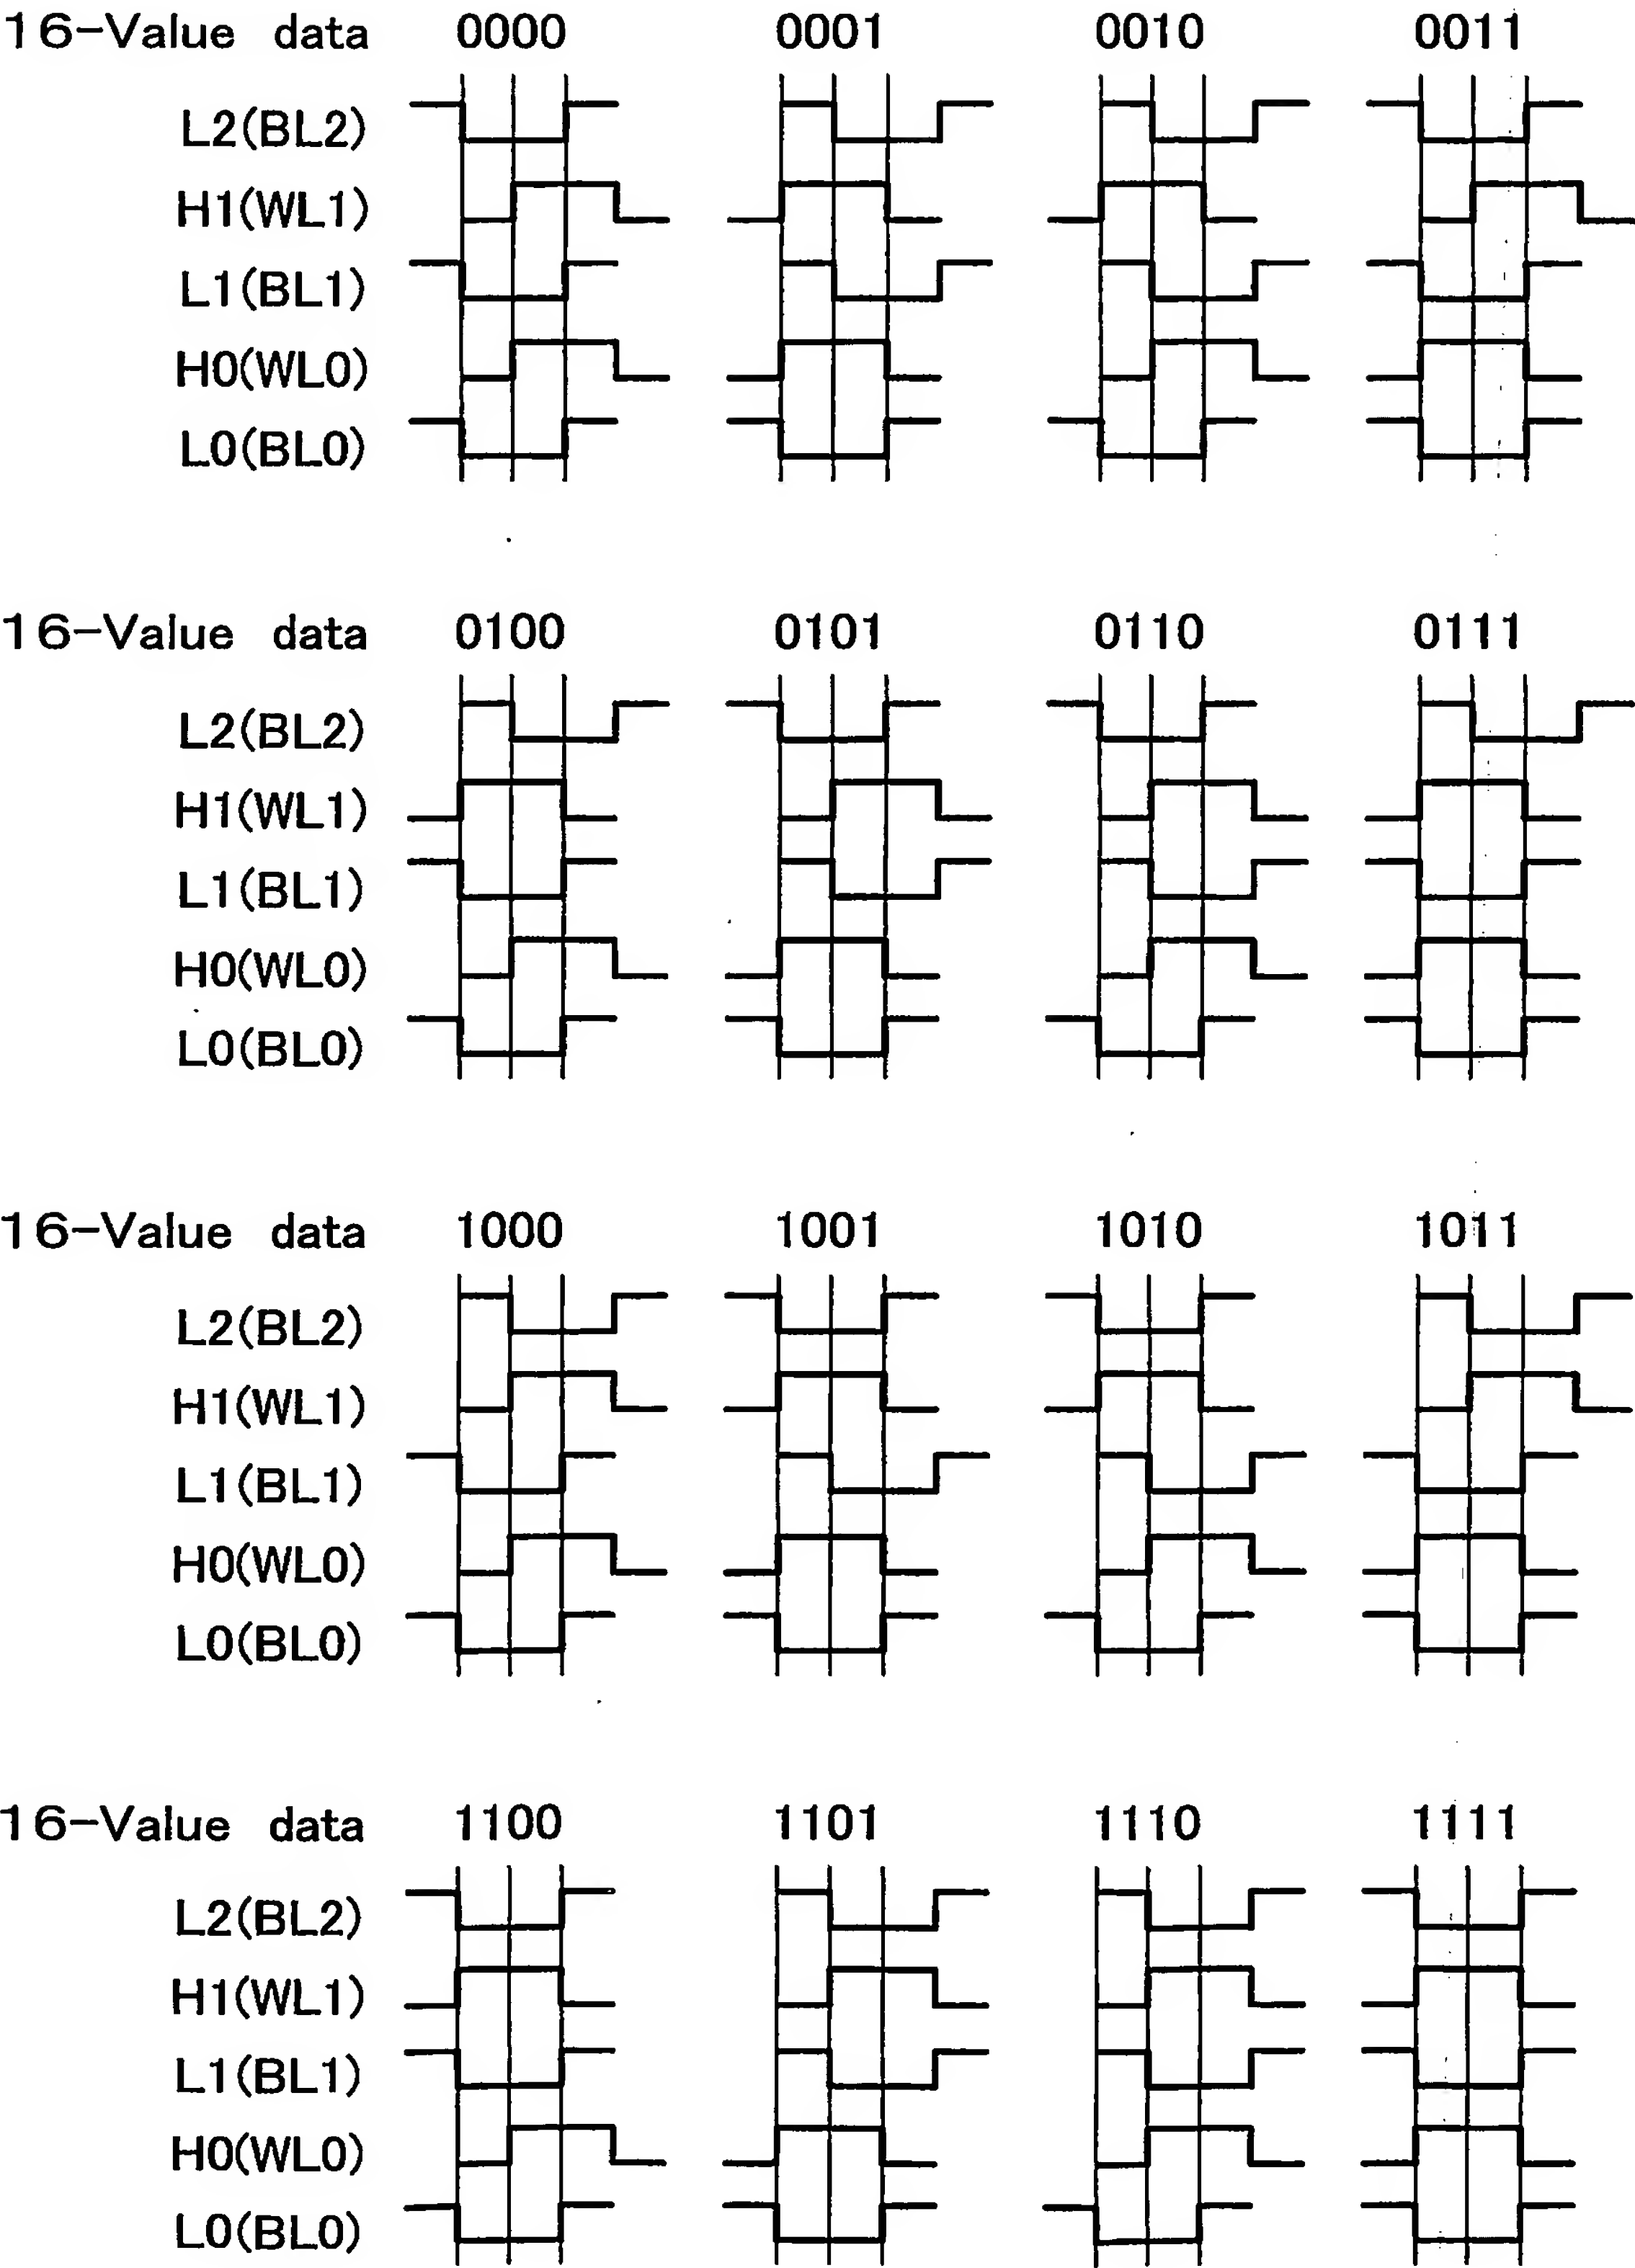 16-Value data 0000 0001 0010 0011
L2(BL2)
H1(WL1)
L1(BL1)
H0(WL0)
L0(BL0)
16-Value data 0100 0101 0110 0111
L2(BL2)
H1(WL1)
L1(BL1)
H0(WL0)
L0(BL0)
16-Value data 1000 1001 1010 1011
L2(BL2)
H1(WL1)
L1(BL1)
H0(WL0)
L0(BL0)
16-Value data 1100 1101 1110 1111
L2(BL2)
H1(WL1)
L1(BL1)
H0(WL0)
L0(BL0)